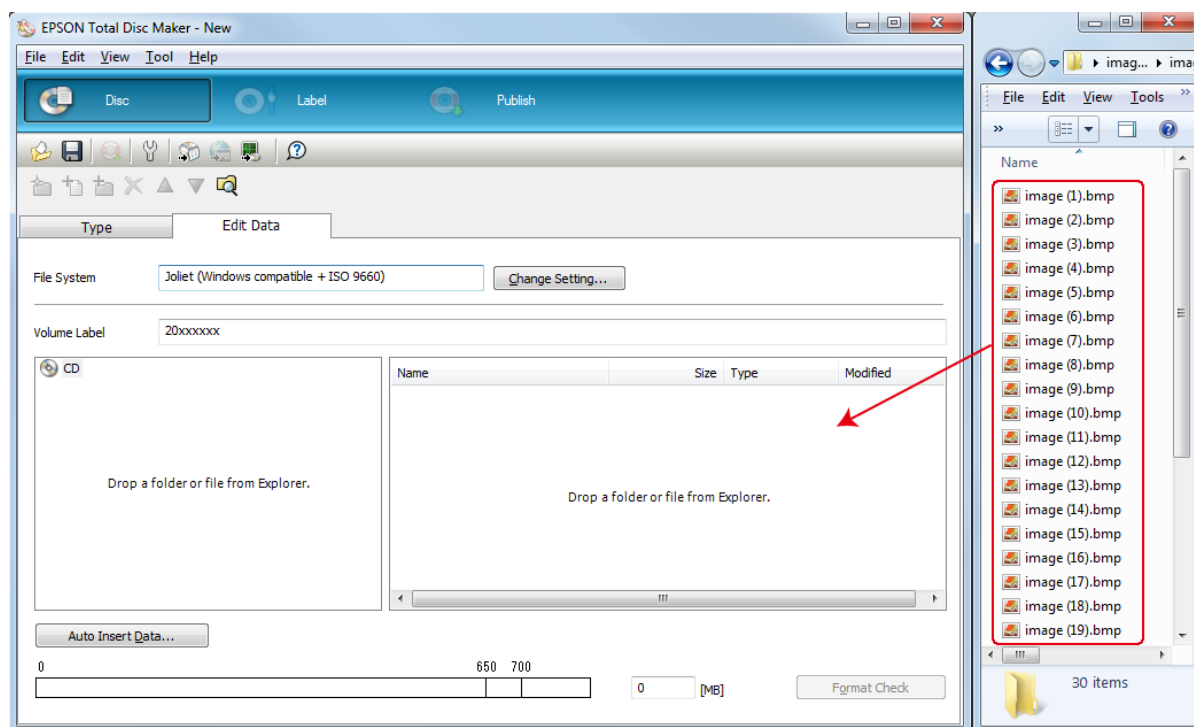 EPSON Total Disc Maker - New
File Edit View Tool Help
Disc
Label
Publish
Type
Edit Data
File System
Joliet (Windows compatible + ISO 9660)
Change Setting...
Volume Label
20xxxxxx
CD
Drop a folder or file from Explorer.
Name Size Type Modified
Drop a folder or file from Explorer.
Auto Insert Data...
0 650 700
0 [MB]
Format Check
imag... ima
File Edit View Tools »
»
Name
image (1).bmp
image (2).bmp
image (3).bmp
image (4).bmp
image (5).bmp
image (6).bmp
image (7).bmp
image (8).bmp
image (9).bmp
image (10).bmp
image (11).bmp
image (12).bmp
image (13).bmp
image (14).bmp
image (15).bmp
image (16).bmp
image (17).bmp
image (18).bmp
image (19).bmp
30 items